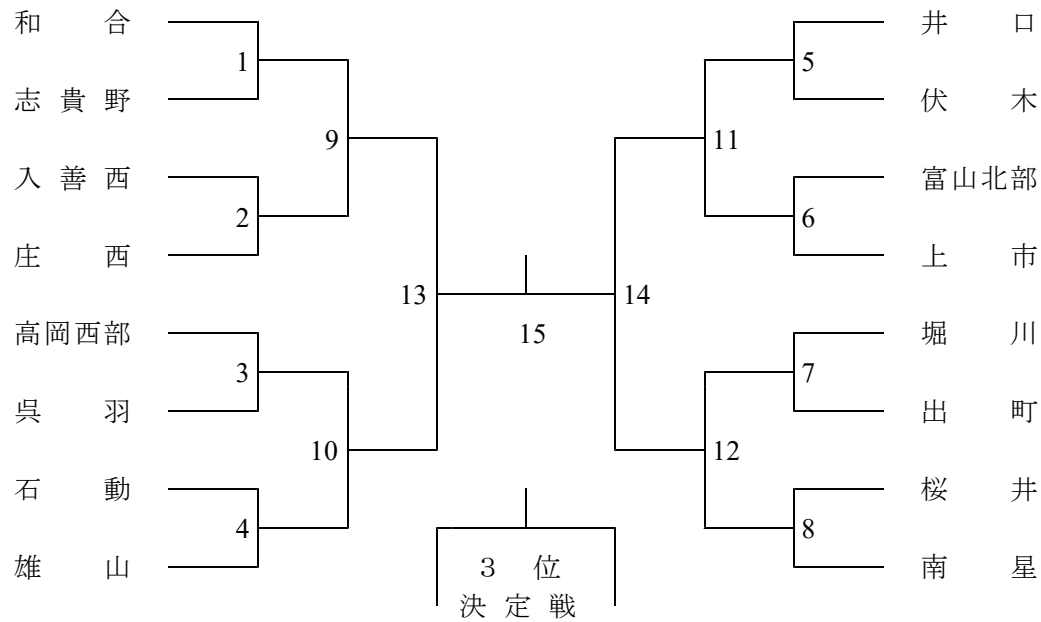 和合 井口
1 5
志貴野 伏木
9 11
入善西 富山北部
2 6
庄西 上市
13 14
高岡西部 15 堀川
3 7
呉羽 出町
10 12
石動 桜井
4 8
雄山 南星
3位
決定戦